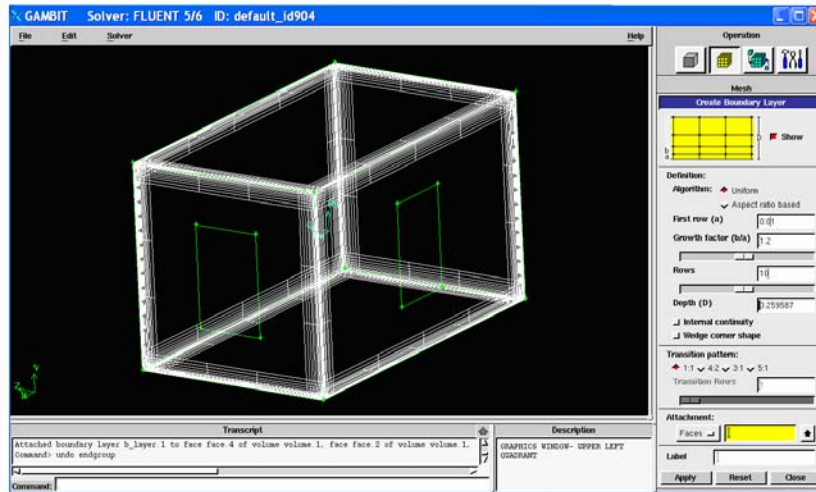 GAMBIT Solver: FLUENT 5/6 ID: default_id904
File Edit Solver Help
Operation
Mesh
Create Boundary Layer
Show
b
a
D
Definition:
Algorithm: Uniform
Aspect ratio based
First row (a) 0.01
Growth factor (b/a) 1.2
Rows 10
Depth (D) 0.259587
Internal continuity
Wedge corner shape
Transition pattern:
1:1 4:2 3:1 5:1
Transition Rows
Attachment:
Faces
Label
Apply Reset Close
Y
Z
X
Transcript
Attached boundary layer b_layer.1 to face face.4 of volume volume.1, face face.2 of volume volume.1,
Command> undo endgroup
Command:
Description
GRAPHICS WINDOW- UPPER LEFT
QUADRANT